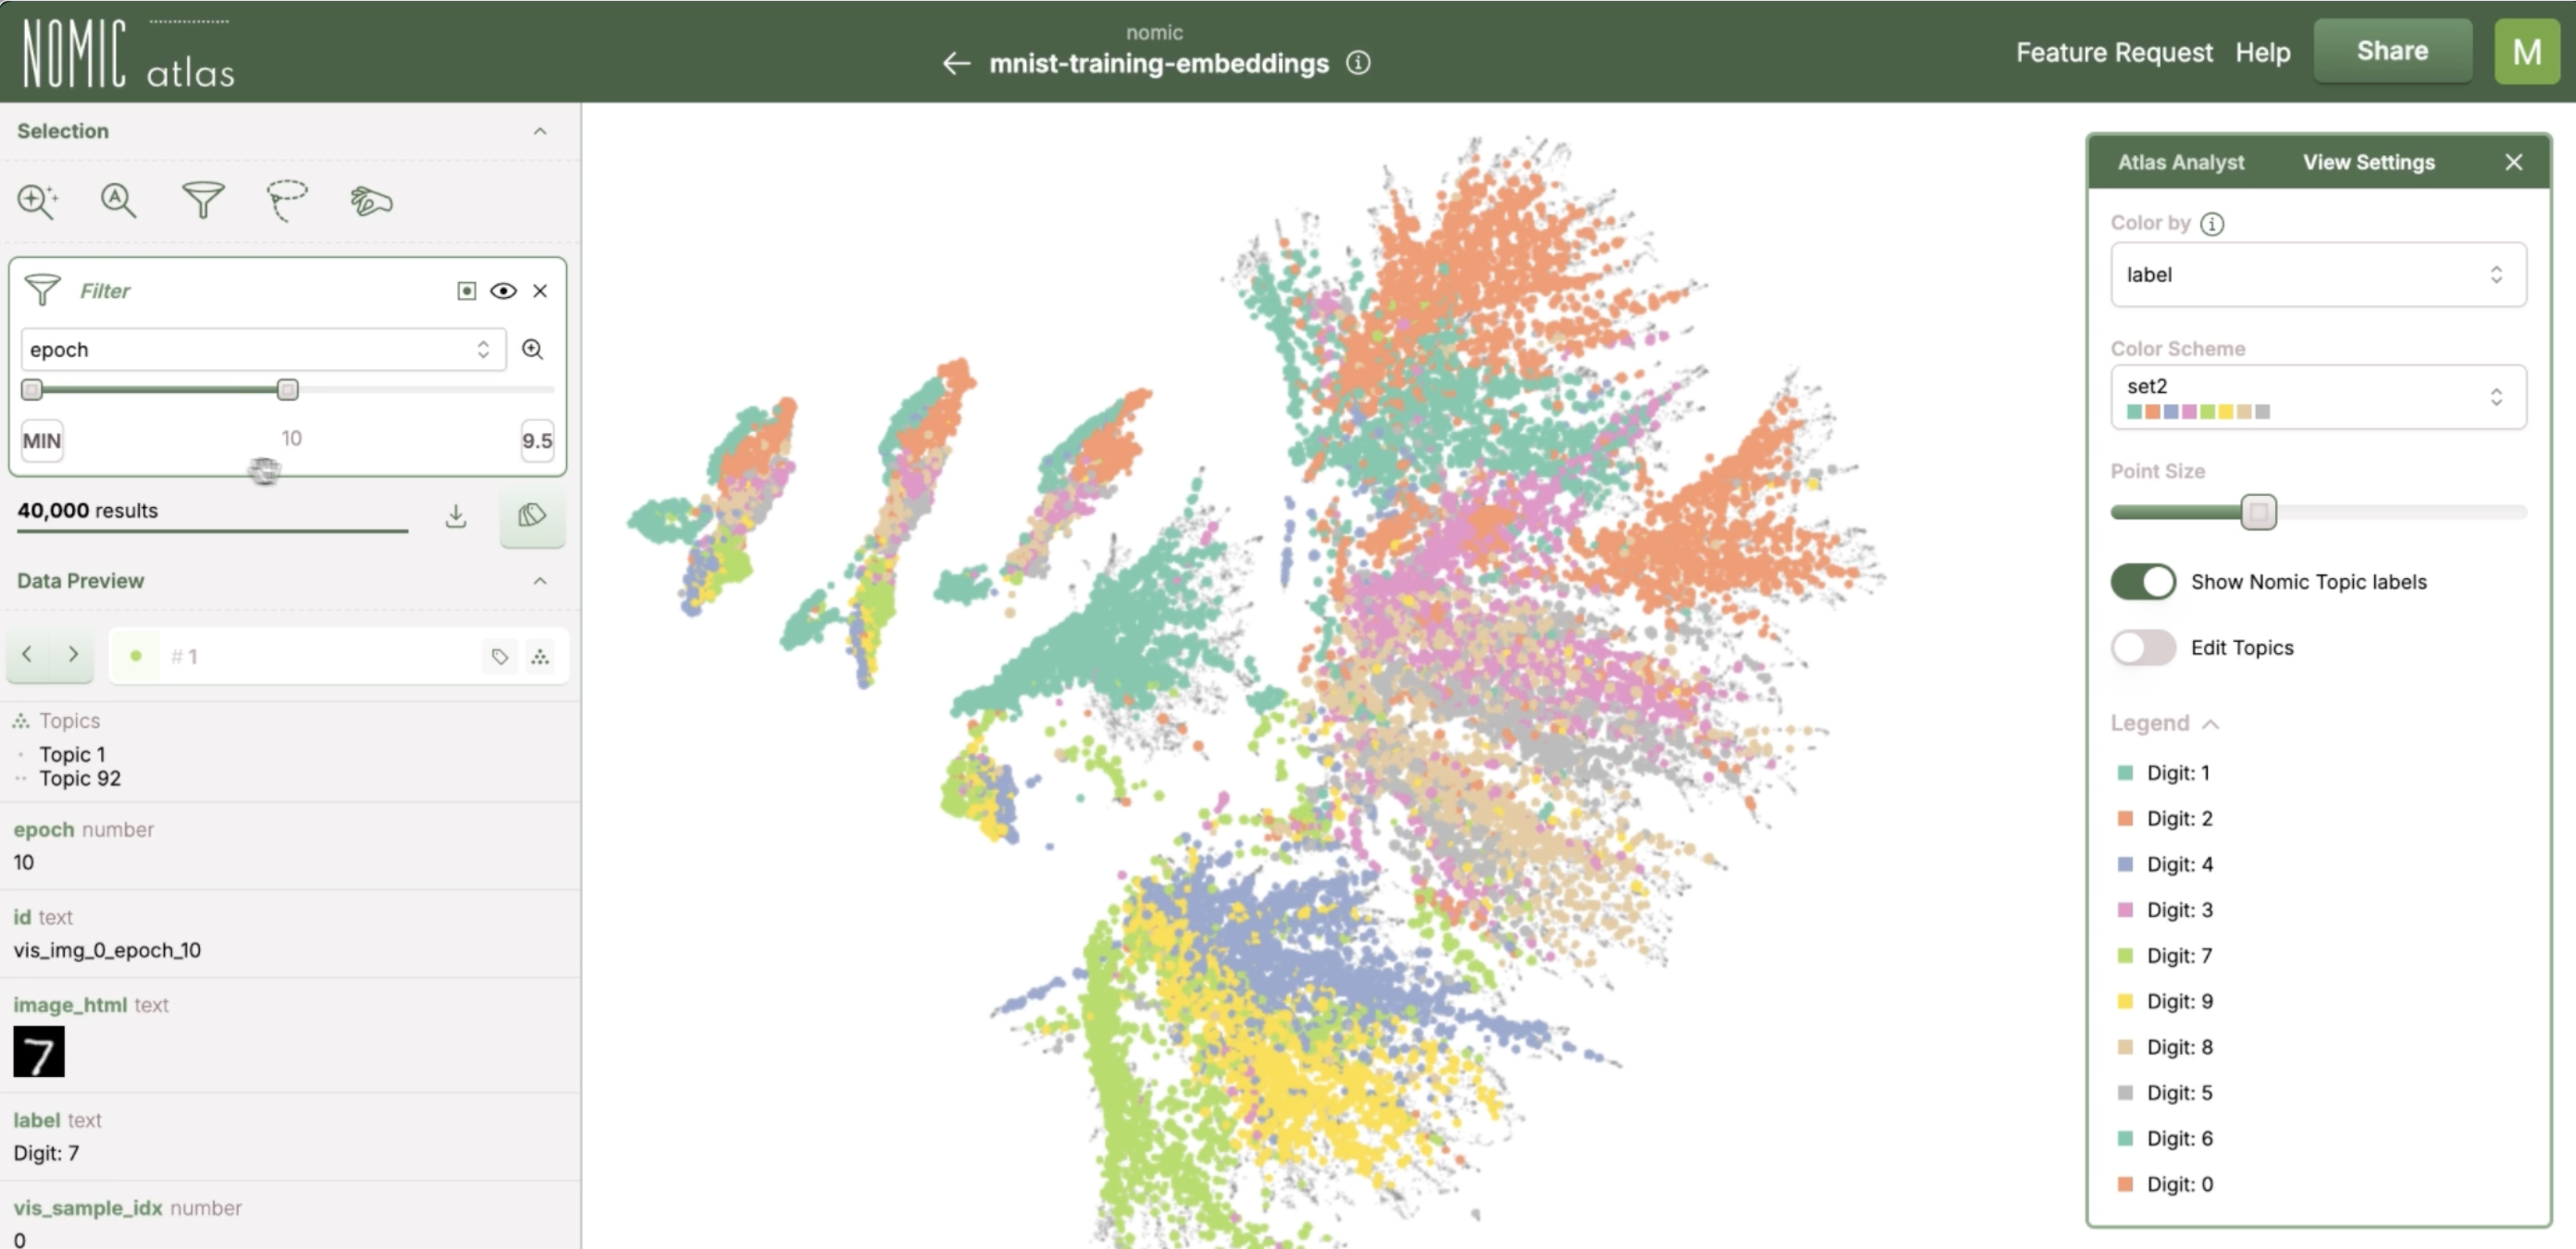 NOMIC atlas
nomic
mnist-training-embeddings
Feature Request
Help
Share
M
Selection
Filter
epoch
MIN
10
9.5
40,000 results
Data Preview
# 1
Topics
Topic 1
Topic 92
epoch number
10
id text
vis_img_0_epoch_10
image_html text
7
label text
Digit: 7
vis_sample_idx number
0
Atlas Analyst
View Settings
Color by
label
Color Scheme
set2
Point Size
Show Nomic Topic labels
Edit Topics
Legend
Digit: 1
Digit: 2
Digit: 4
Digit: 3
Digit: 7
Digit: 9
Digit: 8
Digit: 5
Digit: 6
Digit: 0